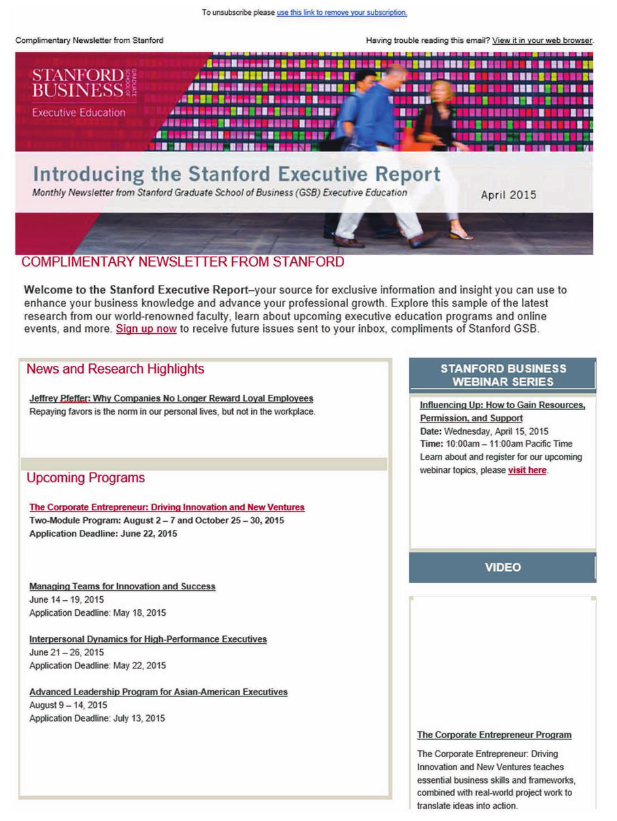 To unsubscribe please use this link to remove your subscription.
Complimentary Newsletter from Stanford
Having trouble reading this email? View it in your web browser.
STANFORD
BUSINESS
GRADUATE
SCHOOL OF
Executive Education
Introducing the Stanford Executive Report
Monthly Newsletter from Stanford Graduate School of Business (GSB) Executive Education
April 2015
COMPLIMENTARY NEWSLETTER FROM STANFORD
Welcome to the Stanford Executive Report–your source for exclusive information and insight you can use to
enhance your business knowledge and advance your professional growth. Explore this sample of the latest
research from our world-renowned faculty, learn about upcoming executive education programs and online
events, and more. Sign up now to receive future issues sent to your inbox, compliments of Stanford GSB.
News and Research Highlights
Jeffrey Pfeffer: Why Companies No Longer Reward Loyal Employees
Repaying favors is the norm in our personal lives, but not in the workplace.
Upcoming Programs
The Corporate Entrepreneur: Driving Innovation and New Ventures
Two-Module Program: August 2 – 7 and October 25 – 30, 2015
Application Deadline: June 22, 2015
Managing Teams for Innovation and Success
June 14 – 19, 2015
Application Deadline: May 18, 2015
Interpersonal Dynamics for High-Performance Executives
June 21 – 26, 2015
Application Deadline: May 22, 2015
Advanced Leadership Program for Asian-American Executives
August 9 – 14, 2015
Application Deadline: July 13, 2015
STANFORD BUSINESS
WEBINAR SERIES
Influencing Up: How to Gain Resources,
Permission, and Support
Date: Wednesday, April 15, 2015
Time: 10:00am – 11:00am Pacific Time
Learn about and register for our upcoming
webinar topics, please visit here.
VIDEO
The Corporate Entrepreneur Program
The Corporate Entrepreneur: Driving
Innovation and New Ventures teaches
essential business skills and frameworks,
combined with real-world project work to
translate ideas into action.